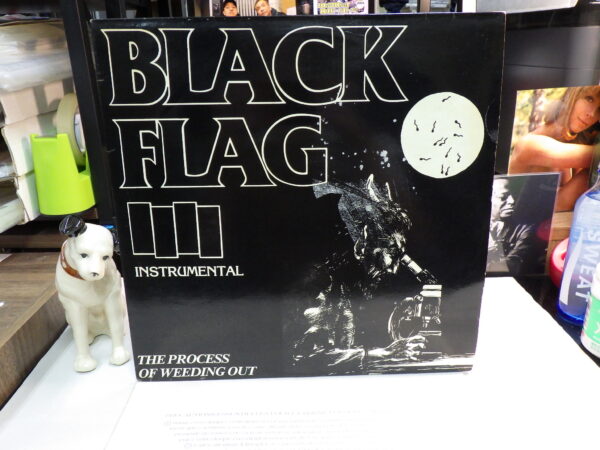 BLACK
FLAG
INSTRUMENTAL
THE PROCESS
OF WEEDING OUT
SWEAT